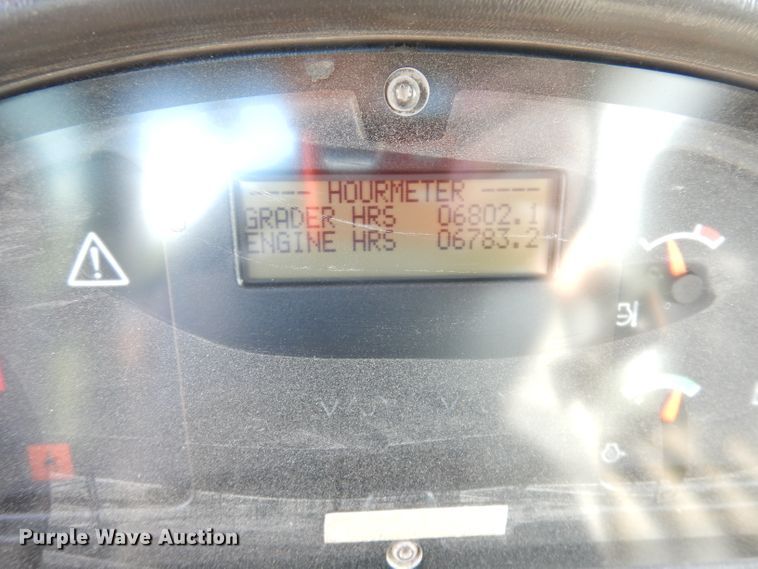 ---- HOURMETER ----
GRADER HRS 06802.1
ENGINE HRS 06783.2
Purple Wave Auction